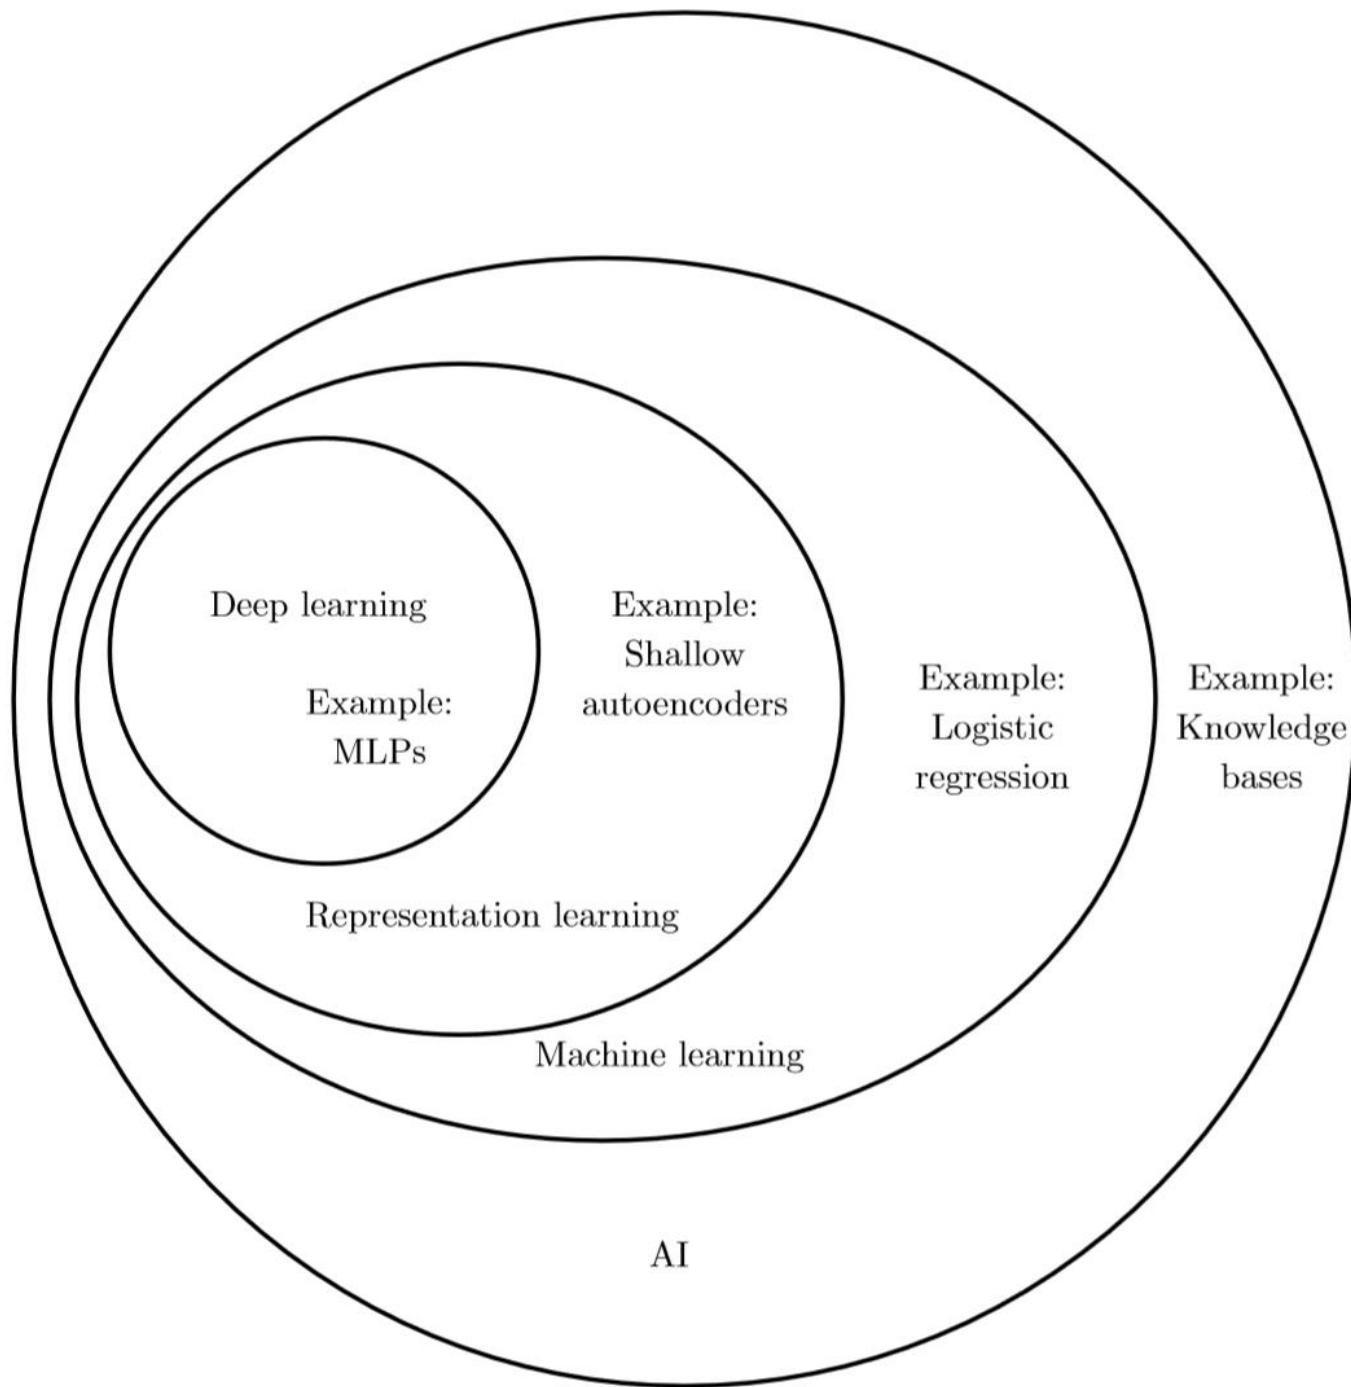 Deep learning
Example:
MLPs
Example:
Shallow
autoencoders
Example:
Logistic
regression
Example:
Knowledge
bases
Representation learning
Machine learning
AI